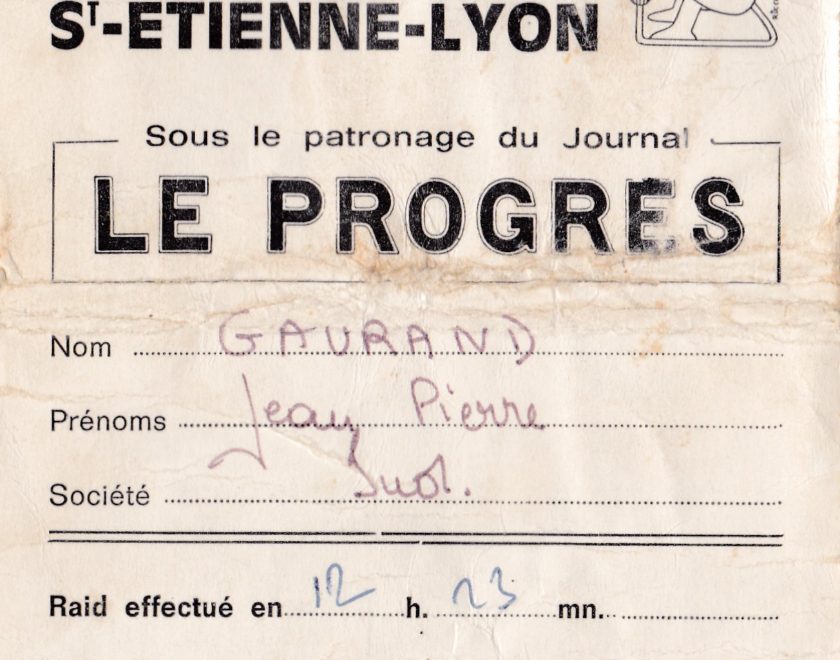 ST-ETIENNE-LYON
Sous le patronage du Journal
LE PROGRES
Nom GAURAND
Prénoms Jean Pierre
Société Indl.
Raid effectué en 12 h. 23 mn.